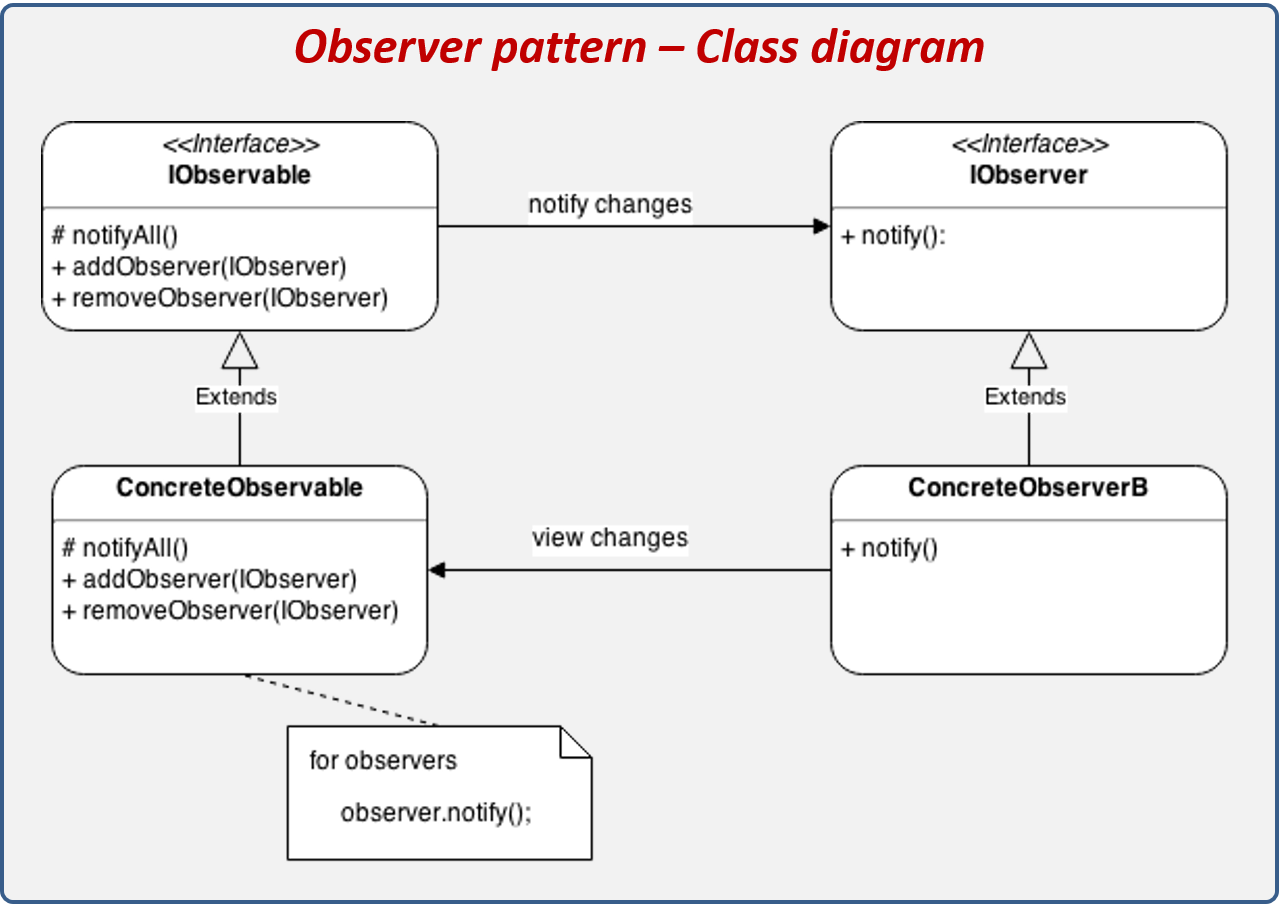 Observer pattern – Class diagram
<<Interface>>
IObservable
# notifyAll()
+ addObserver(IObserver)
+ removeObserver(IObserver)
notify changes
<<Interface>>
IObserver
+ notify():
Extends
Extends
ConcreteObservable
# notifyAll()
+ addObserver(IObserver)
+ removeObserver(IObserver)
view changes
ConcreteObserverB
+ notify()
for observers
observer.notify();